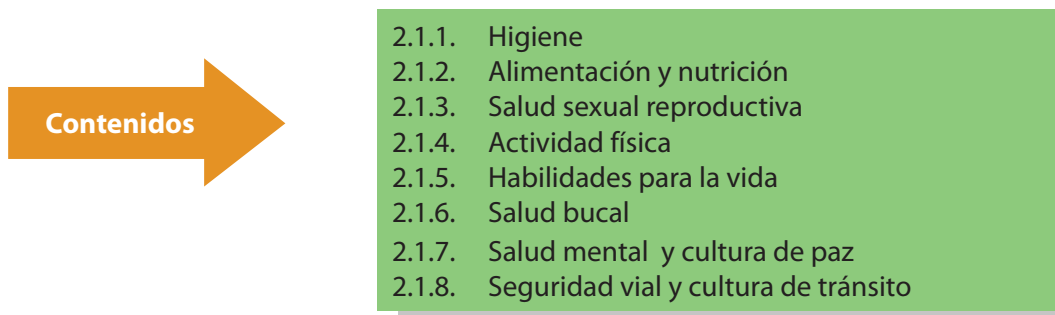 Contenidos
2.1.1. Higiene
2.1.2. Alimentación y nutrición
2.1.3. Salud sexual reproductiva
2.1.4. Actividad física
2.1.5. Habilidades para la vida
2.1.6. Salud bucal
2.1.7. Salud mental y cultura de paz
2.1.8. Seguridad vial y cultura de tránsito